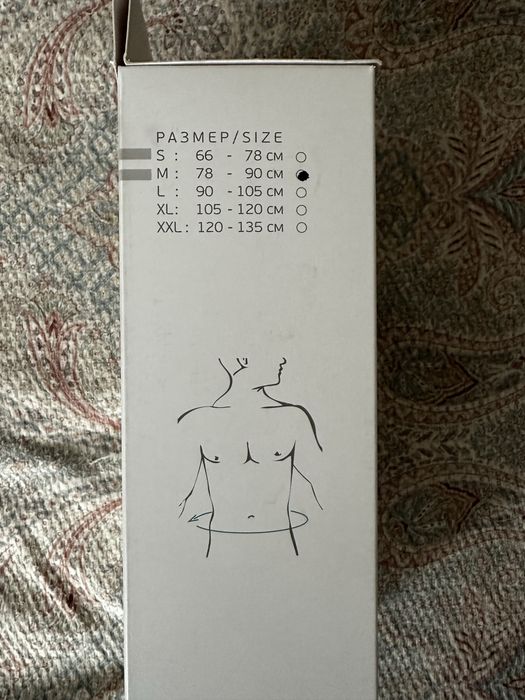 РАЗМЕР/SIZE
S : 66 - 78 см
M : 78 - 90 см
L : 90 - 105 см
XL: 105 - 120 см
XXL: 120 - 135 см